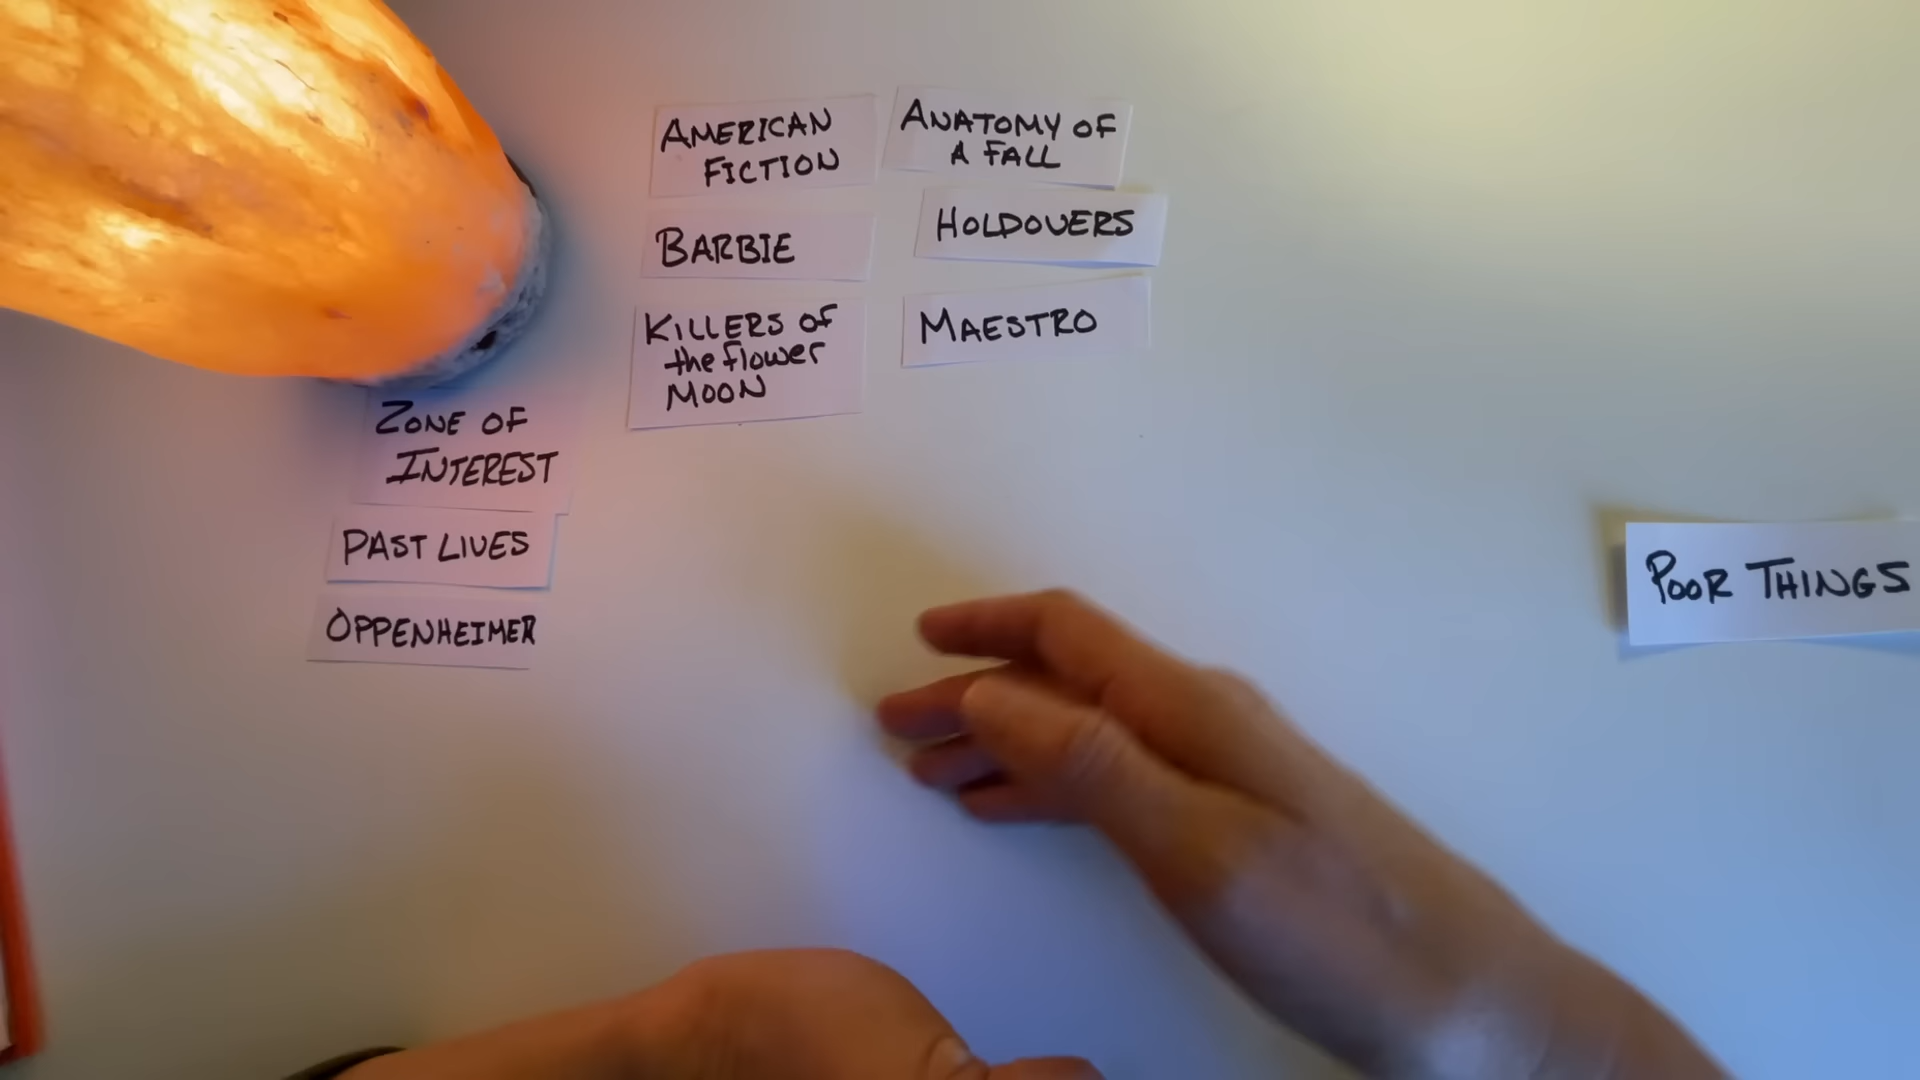 AMERICAN
FICTION
ANATOMY OF
A FALL
BARBIE
HOLDOVERS
KILLERS OF
the flower
MOON
MAESTRO
ZONE OF
INTEREST
PAST LIVES
OPPENHEIMER
POOR THINGS